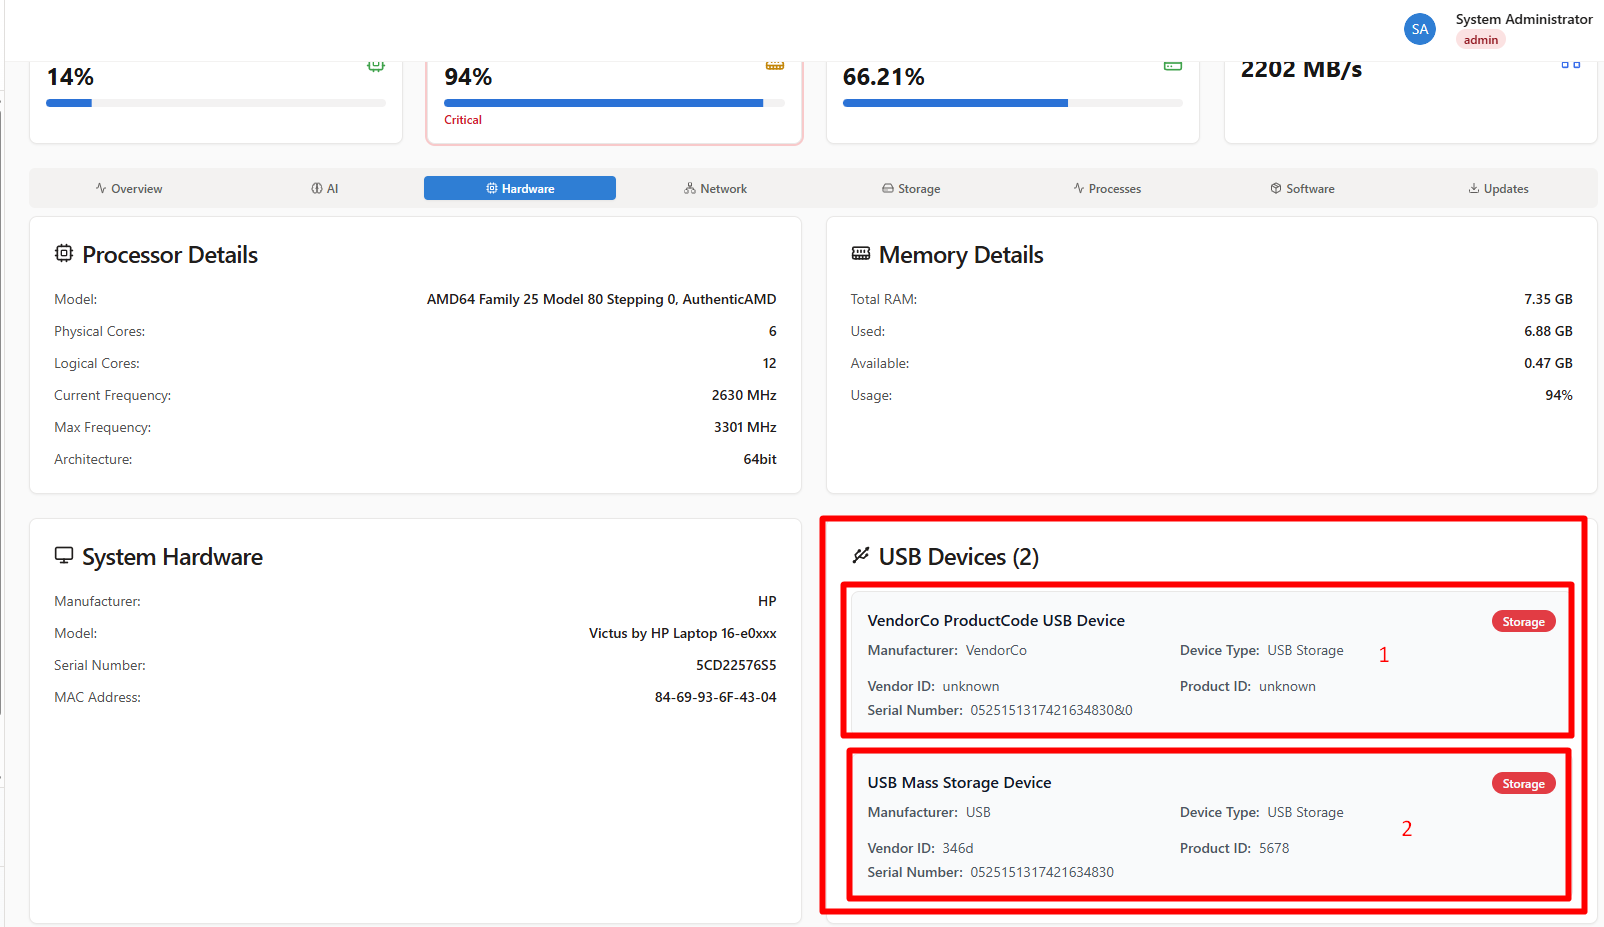 SA
System Administrator
admin
14%
94%
Critical
66.21%
2202 MB/s
Overview
AI
Hardware
Network
Storage
Processes
Software
Updates
Processor Details
Model: AMD64 Family 25 Model 80 Stepping 0, AuthenticAMD
Physical Cores: 6
Logical Cores: 12
Current Frequency: 2630 MHz
Max Frequency: 3301 MHz
Architecture: 64bit
Memory Details
Total RAM: 7.35 GB
Used: 6.88 GB
Available: 0.47 GB
Usage: 94%
System Hardware
Manufacturer: HP
Model: Victus by HP Laptop 16-e0xxx
Serial Number: 5CD22576S5
MAC Address: 84-69-93-6F-43-04
USB Devices (2)
VendorCo ProductCode USB Device Storage
Manufacturer: VendorCo Device Type: USB Storage 1
Vendor ID: unknown Product ID: unknown
Serial Number: 0525151317421634830&0
USB Mass Storage Device Storage
Manufacturer: USB Device Type: USB Storage
2
Vendor ID: 346d Product ID: 5678
Serial Number: 0525151317421634830